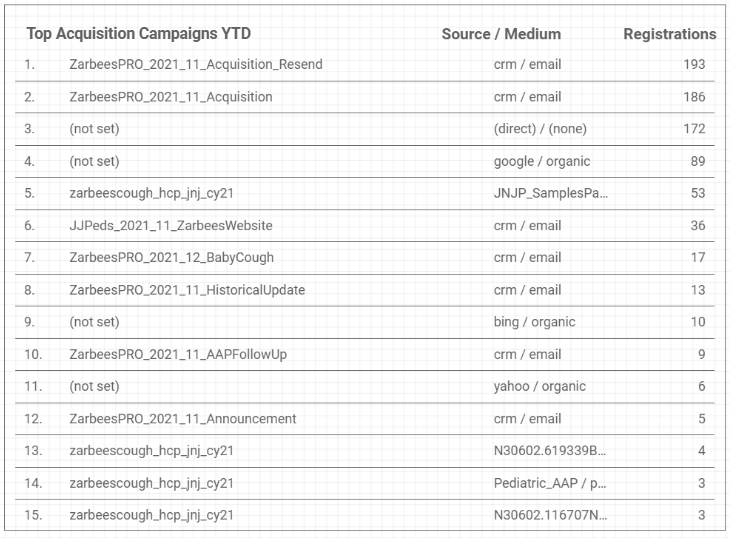 Top Acquisition Campaigns YTD Source / Medium Registrations
1. ZarbeesPRO_2021_11_Acquisition_Resend crm / email 193
2. ZarbeesPRO_2021_11_Acquisition crm / email 186
3. (not set) (direct) / (none) 172
4. (not set) google / organic 89
5. zarbeescough_hcp_jnj_cy21 JNJP_SamplesPa... 53
6. JJPeds_2021_11_ZarbeesWebsite crm / email 36
7. ZarbeesPRO_2021_12_BabyCough crm / email 17
8. ZarbeesPRO_2021_11_HistoricalUpdate crm / email 13
9. (not set) bing / organic 10
10. ZarbeesPRO_2021_11_AAPFollowUp crm / email 9
11. (not set) yahoo / organic 6
12. ZarbeesPRO_2021_11_Announcement crm / email 5
13. zarbeescough_hcp_jnj_cy21 N30602.619339B... 4
14. zarbeescough_hcp_jnj_cy21 Pediatric_AAP / p... 3
15. zarbeescough_hcp_jnj_cy21 N30602.116707N... 3